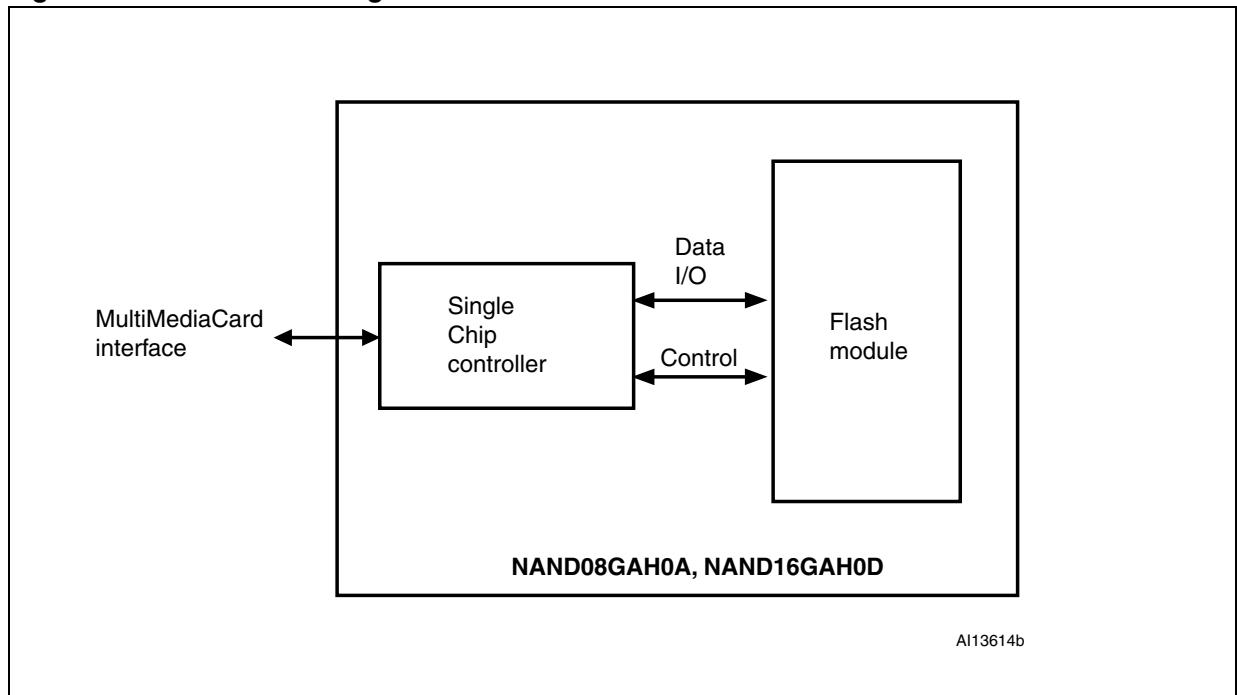 Data
I/O
MultiMediaCard
interface
Single
Chip
controller
Control
Flash
module
NAND08GAH0A, NAND16GAH0D
AI13614b